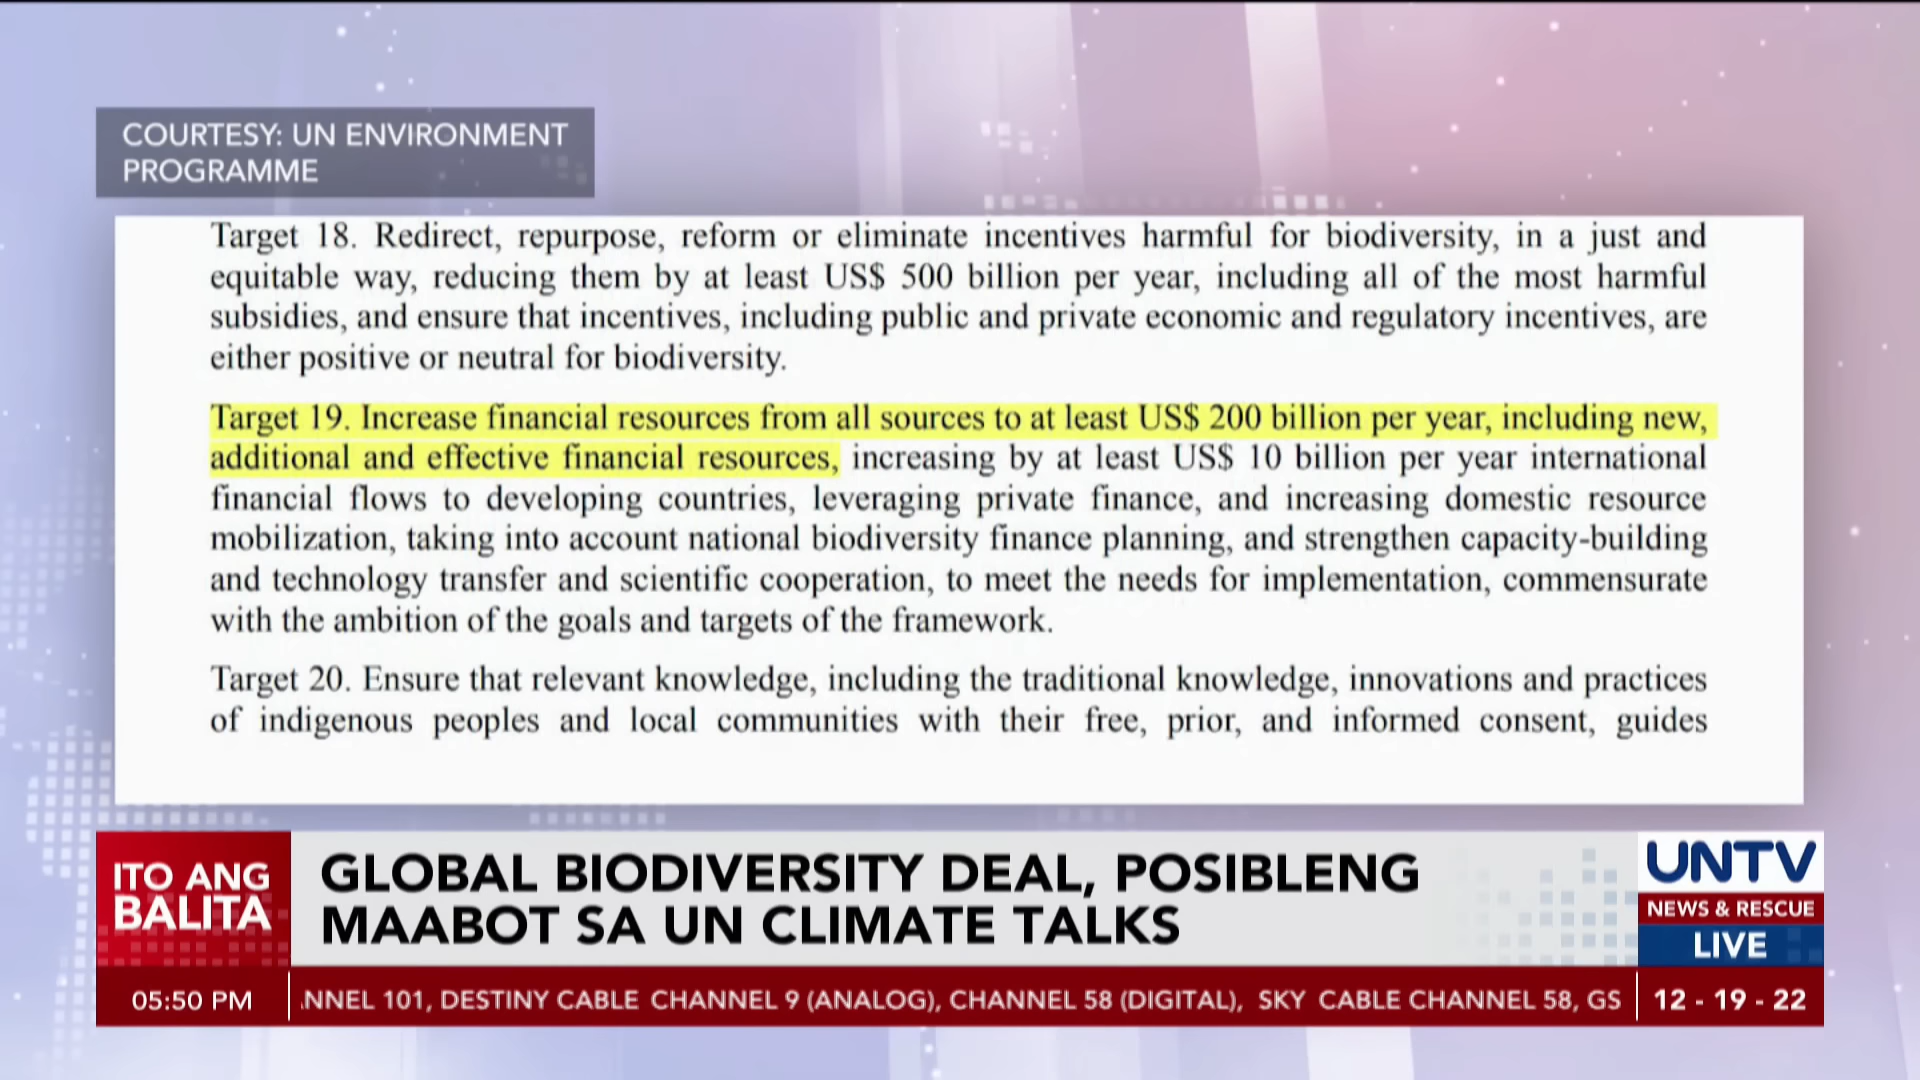 COURTESY: UN ENVIRONMENT
PROGRAMME
Target 18. Redirect, repurpose, reform or eliminate incentives harmful for biodiversity, in a just and
equitable way, reducing them by at least US$ 500 billion per year, including all of the most harmful
subsidies, and ensure that incentives, including public and private economic and regulatory incentives, are
either positive or neutral for biodiversity.
Target 19. Increase financial resources from all sources to at least US$ 200 billion per year, including new,
additional and effective financial resources, increasing by at least US$ 10 billion per year international
financial flows to developing countries, leveraging private finance, and increasing domestic resource
mobilization, taking into account national biodiversity finance planning, and strengthen capacity-building
and technology transfer and scientific cooperation, to meet the needs for implementation, commensurate
with the ambition of the goals and targets of the framework.
Target 20. Ensure that relevant knowledge, including the traditional knowledge, innovations and practices
of indigenous peoples and local communities with their free, prior, and informed consent, guides
ITO ANG
BALITA
GLOBAL BIODIVERSITY DEAL, POSIBLENG
MAABOT SA UN CLIMATE TALKS
UNTV
NEWS & RESCUE
LIVE
05:50 PM
NNEL 101, DESTINY CABLE CHANNEL 9 (ANALOG), CHANNEL 58 (DIGITAL), SKY CABLE CHANNEL 58, GS
12 - 19 - 22